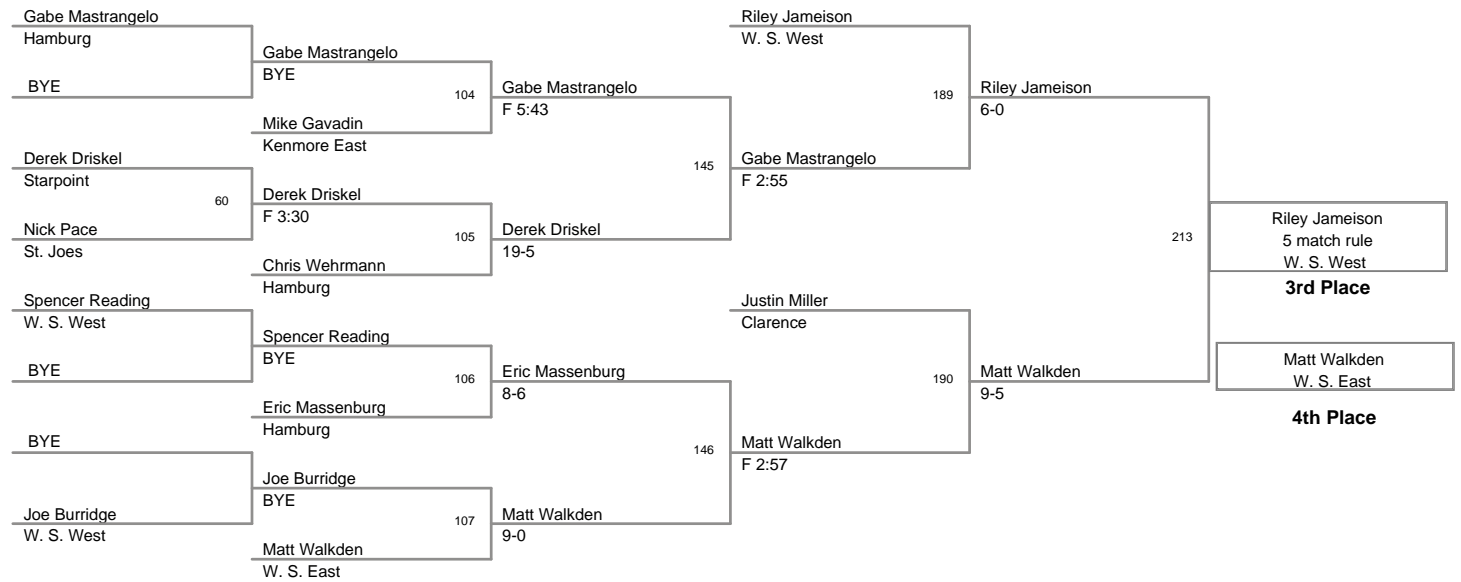 Gabe Mastrangelo
Hamburg
BYE
Derek Driskel
Starpoint
60
Nick Pace
St. Joes
Spencer Reading
W. S. West
BYE
BYE
Joe Burridge
W. S. West
Gabe Mastrangelo
BYE
104
Mike Gavadin
Kenmore East
Derek Driskel
F 3:30
105
Chris Wehrmann
Hamburg
Spencer Reading
BYE
106
Eric Massenburg
Hamburg
Joe Burridge
BYE
107
Matt Walkden
W. S. East
Gabe Mastrangelo
F 5:43
145
Derek Driskel
19-5
Eric Massenburg
8-6
146
Matt Walkden
9-0
Riley Jameison
W. S. West
189
Gabe Mastrangelo
F 2:55
Justin Miller
Clarence
190
Matt Walkden
F 2:57
Riley Jameison
6-0
213
Matt Walkden
9-5
Riley Jameison
5 match rule
W. S. West
3rd Place
Matt Walkden
W. S. East
4th Place